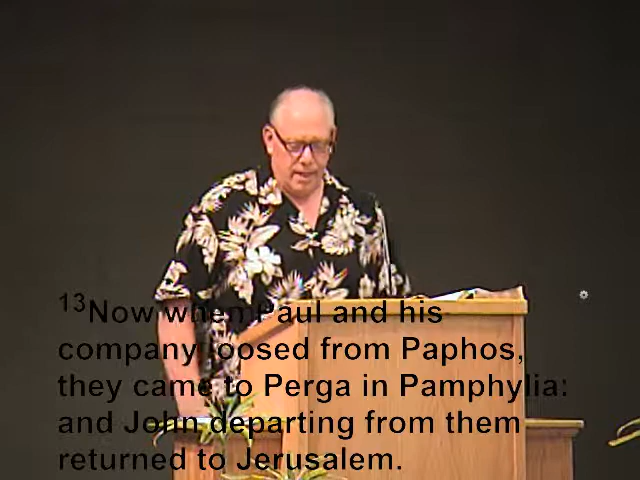 13Now when Paul and his
company loosed from Paphos,
they came to Perga in Pamphylia:
and John departing from them
returned to Jerusalem.